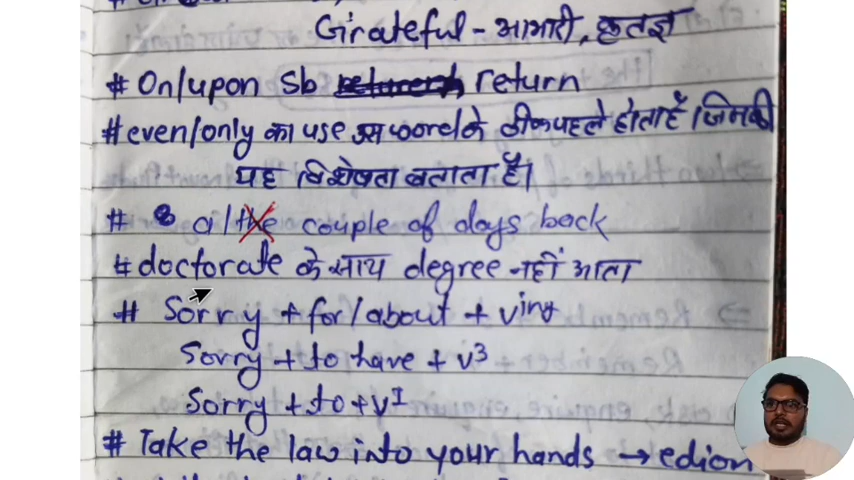 Girateful - आभारी, कृतज्ञ
# On/upon Sb return
# even/only का use उस word के ठीक पहले होता है। जिसकी
यह विशेषता बताता है।
# a/the couple of days back
# doctorate के साथ degree नहीं आता
# Sorry + for/about + ving
Sorry + to have + v3
Sorry + to + vI
# Take the law into your hands → ediom